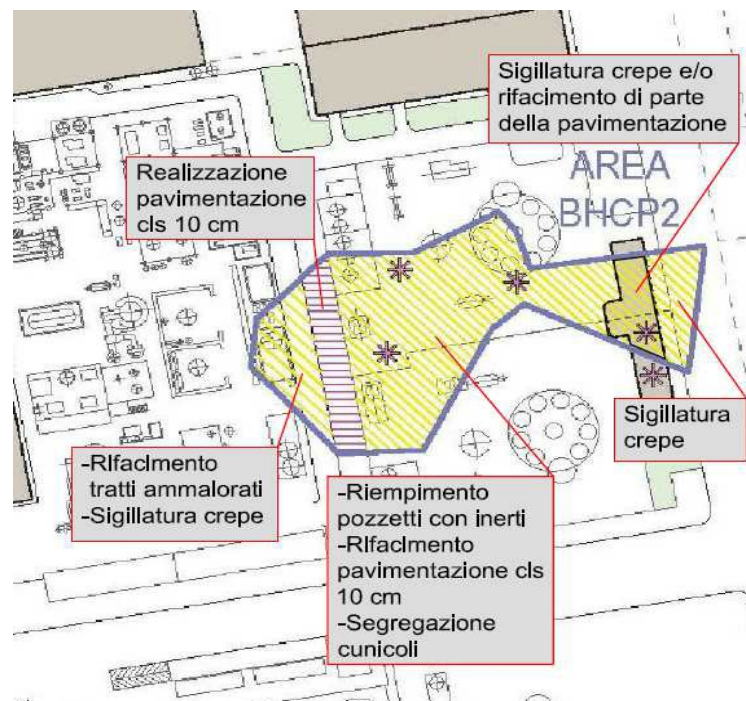 Sigillatura crepe e/o
rifacimento di parte
della pavimentazione
AREA
BHCP2
Realizzazione
pavimentazione
cls 10 cm
Sigillatura
crepe
-RIfacImento
tratti ammalorati
-Sigillatura crepe
-Riempimento
pozzetti con inerti
-RIfacImento
pavimentazione cls
10 cm
-Segregazione
cunicoli